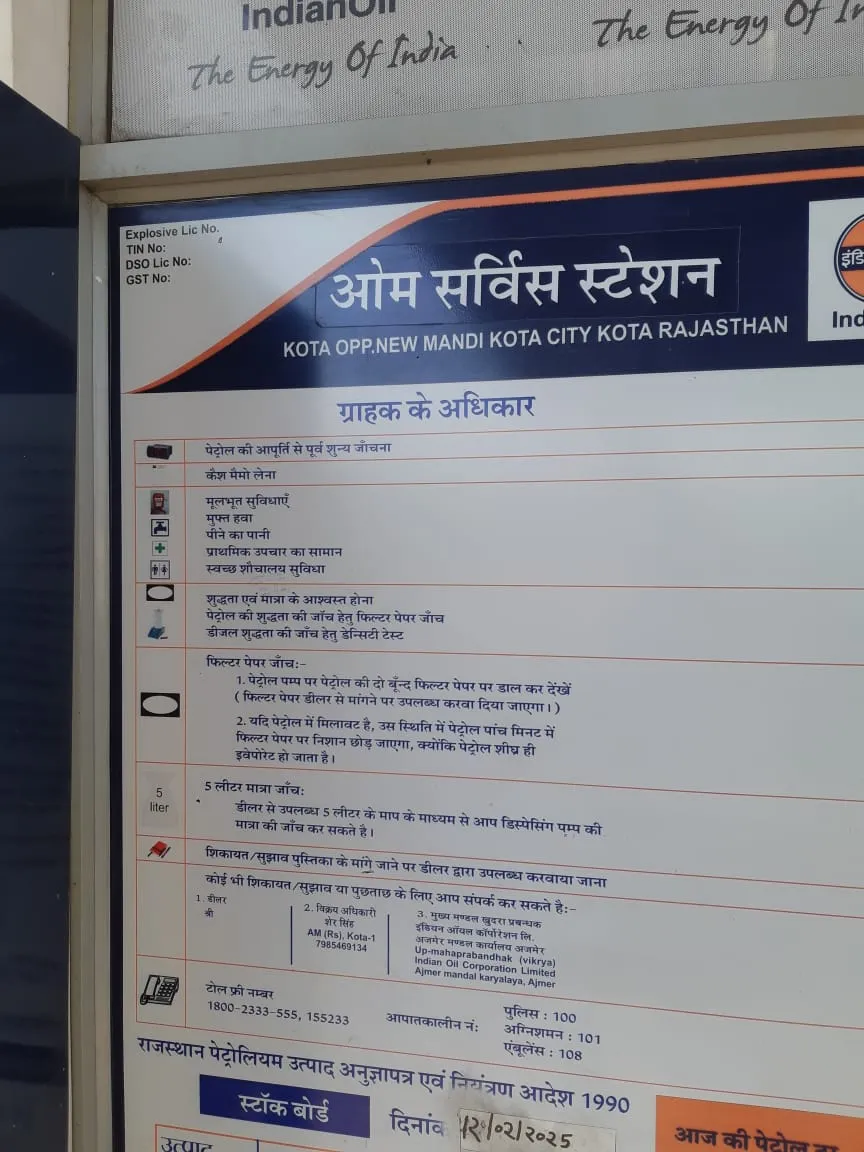 IndianOil
The Energy Of India
The Energy Of
Explosive Lic No.
TIN No:
DSO Lic No:
GST No:
ओम सर्विस स्टेशन
KOTA OPP.NEW MANDI KOTA CITY KOTA RAJASTHAN
ग्राहक के अधिकार
पेट्रोल की आपूर्ति से पूर्व शुन्य जाँचना
कैश मैमो लेना
मूलभूत सुविधाएँ
मुफ्त हवा
पीने का पानी
प्राथमिक उपचार का सामान
स्वच्छ शौचालय सुविधा
शुद्धता एवं मात्रा के आश्वस्त होना
पेट्रोल की शुद्धता की जाँच हेतु फिल्टर पेपर जाँच
डीजल शुद्धता की जाँच हेतु डेन्सिटी टेस्ट
फिल्टर पेपर जाँच:-
1. पेट्रोल पम्प पर पेट्रोल की दो बूँन्द फिल्टर पेपर पर डाल कर देंखें
( फिल्टर पेपर डीलर से मांगने पर उपलब्ध करवा दिया जाएगा। )
2. यदि पेट्रोल में मिलावट है, उस स्थिति में पेट्रोल पांच मिनट में
फिल्टर पेपर पर निशान छोड़ जाएगा, क्योंकि पेट्रोल शीघ्र ही
इवेपोरेट हो जाता है।
5
liter
5 लीटर मात्रा जाँच:
डीलर से उपलब्ध 5 लीटर के माप के माध्यम से आप डिस्पेसिंग पम्प की
मात्रा की जाँच कर सकते है।
शिकायत/सुझाव पुस्तिका के मांगे जाने पर डीलर द्वारा उपलब्ध करवाया जाना
कोई भी शिकायत/सुझाव या पुछताछ के लिए आप संपर्क कर सकते है:-
1. डीलर
श्री
2. विक्रय अधिकारी
शेर सिंह
AM (Rs), Kota-1
7985469134
3. मुख्य मण्डल खुदरा प्रबन्धक
इंडियन ऑयल कॉर्पोरेशन लि.
अजमेर मण्डल कार्यालय अजमेर
Up-mahaprabandhak (vikrya)
Indian Oil Corporation Limited
Ajmer mandal karyalaya, Ajmer
टोल फ्री नम्बर
1800-2333-555, 155233
आपातकालीन नं:
पुलिस : 100
अग्निशमन : 101
एंबूलेंस : 108
राजस्थान पेट्रोलियम उत्पाद अनुज्ञापत्र एवं नियंत्रण आदेश 1990
स्टॉक बोर्ड
दिनांक 12/02/2025
आज की पेट्रोल
उत्पाद